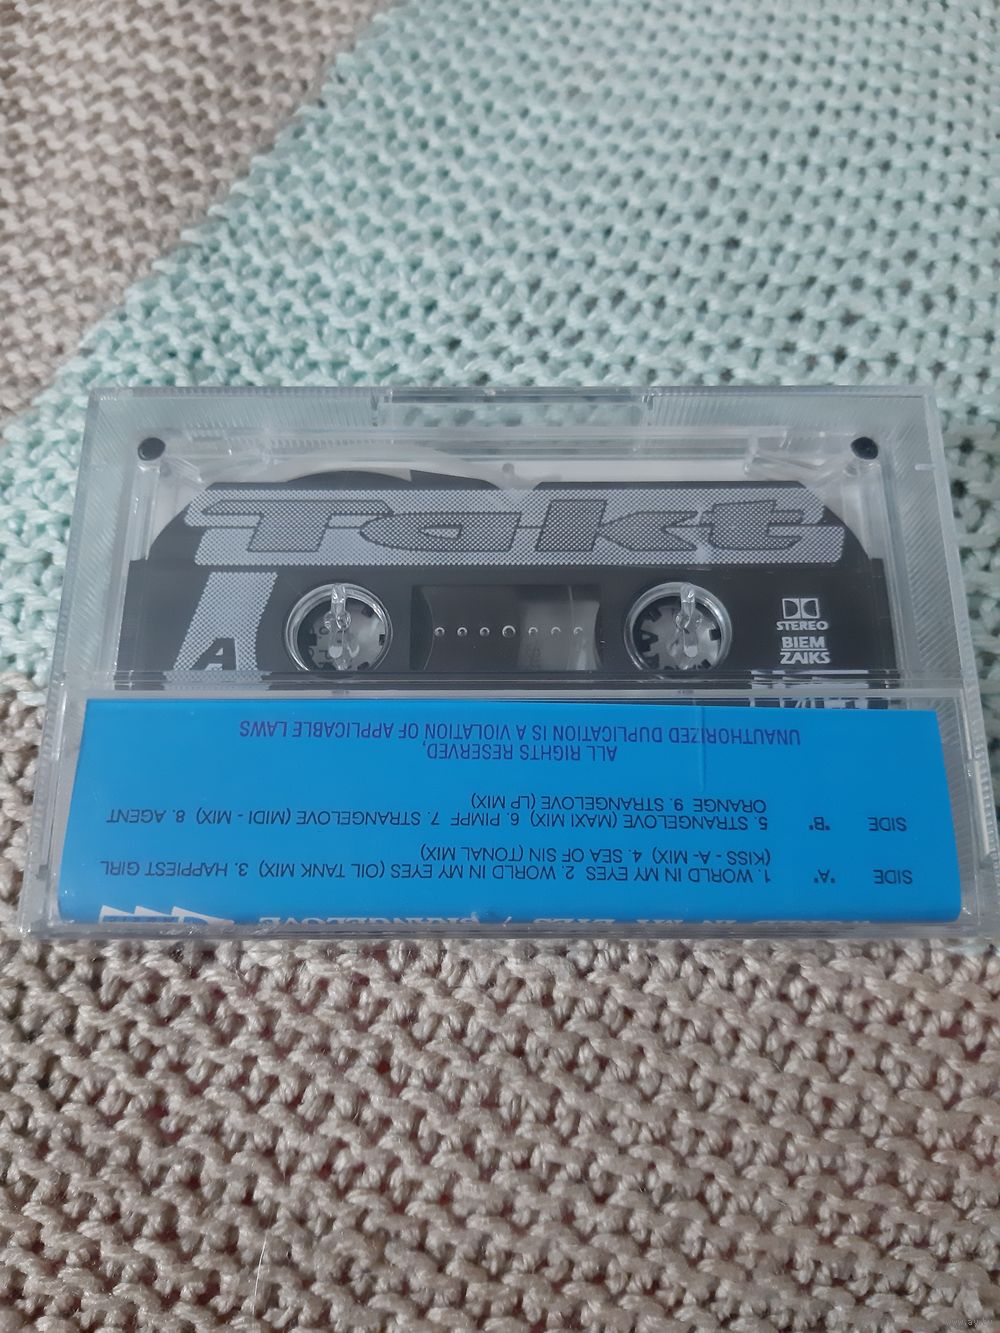 Takt
A
STEREO
BIEM
ZAIKS
SIDE "A" 1. WORLD IN MY EYES 2. WORLD IN MY EYES (OIL TANK MIX) 3. HAPPIEST GIRL
(KISS - A- MIX) 4. SEA OF SIN (TONAL MIX)
SIDE "B" 5. STRANGELOVE (MAXI MIX) 6. PIMPF 7. STRANGELOVE (MIDI - MIX) 8. AGENT
ORANGE 9. STRANGELOVE (LP MIX)
ALL RIGHTS RESERVED,
UNAUTHORIZED DUPLICATION IS A VIOLATION OF APPLICABLE LAWS